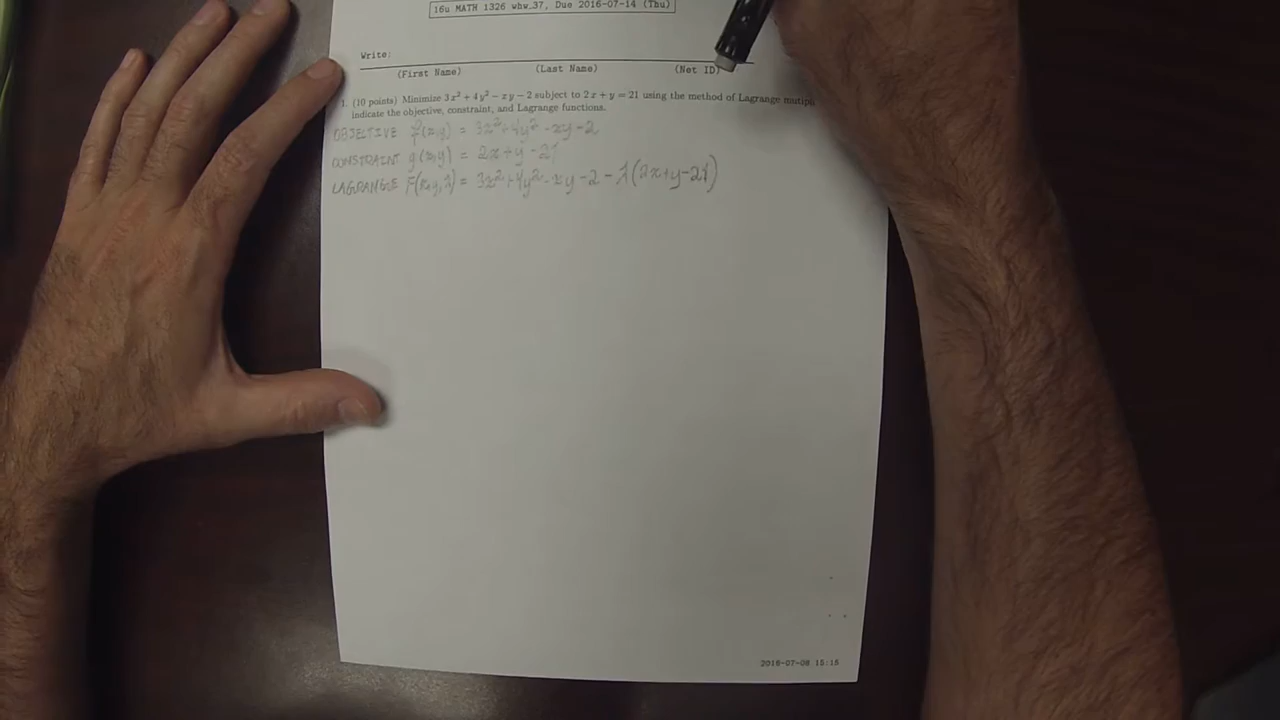 16u MATH 1326 whw_37, Due 2016-07-14 (Thu)
Write:
(First Name) (Last Name) (Net ID)
1. (10 points) Minimize 3x² + 4y² − xy − 2 subject to 2x + y = 21 using the method of Lagrange
indicate the objective, constraint, and Lagrange functions.
OBJECTIVE f(x,y) = 3x²+4y²-xy-2
CONSTRAINT g(x,y) = 2x+y-21
LAGRANGE F(x,y,λ) = 3x²+4y²-xy-2-λ(2x+y-21)
2016-07-08 15:15